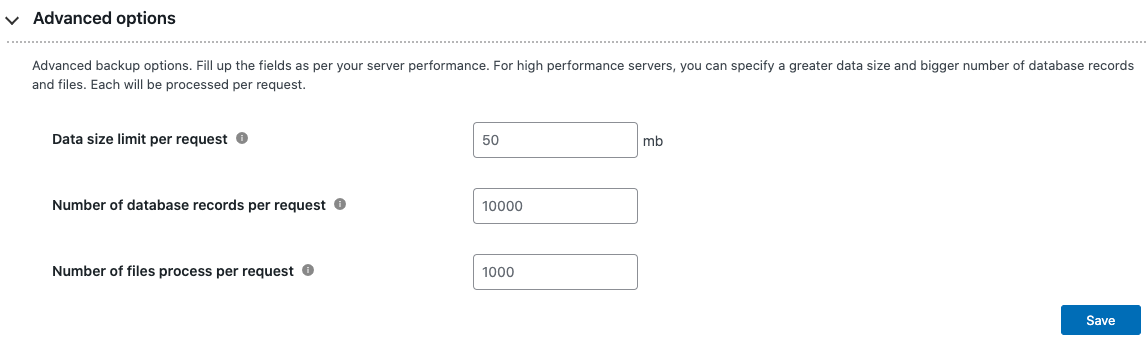 Advanced options
Advanced backup options. Fill up the fields as per your server performance. For high performance servers, you can specify a greater data size and bigger number of database records
and files. Each will be processed per request.
Data size limit per request 50 mb
Number of database records per request 10000
Number of files process per request 1000
Save